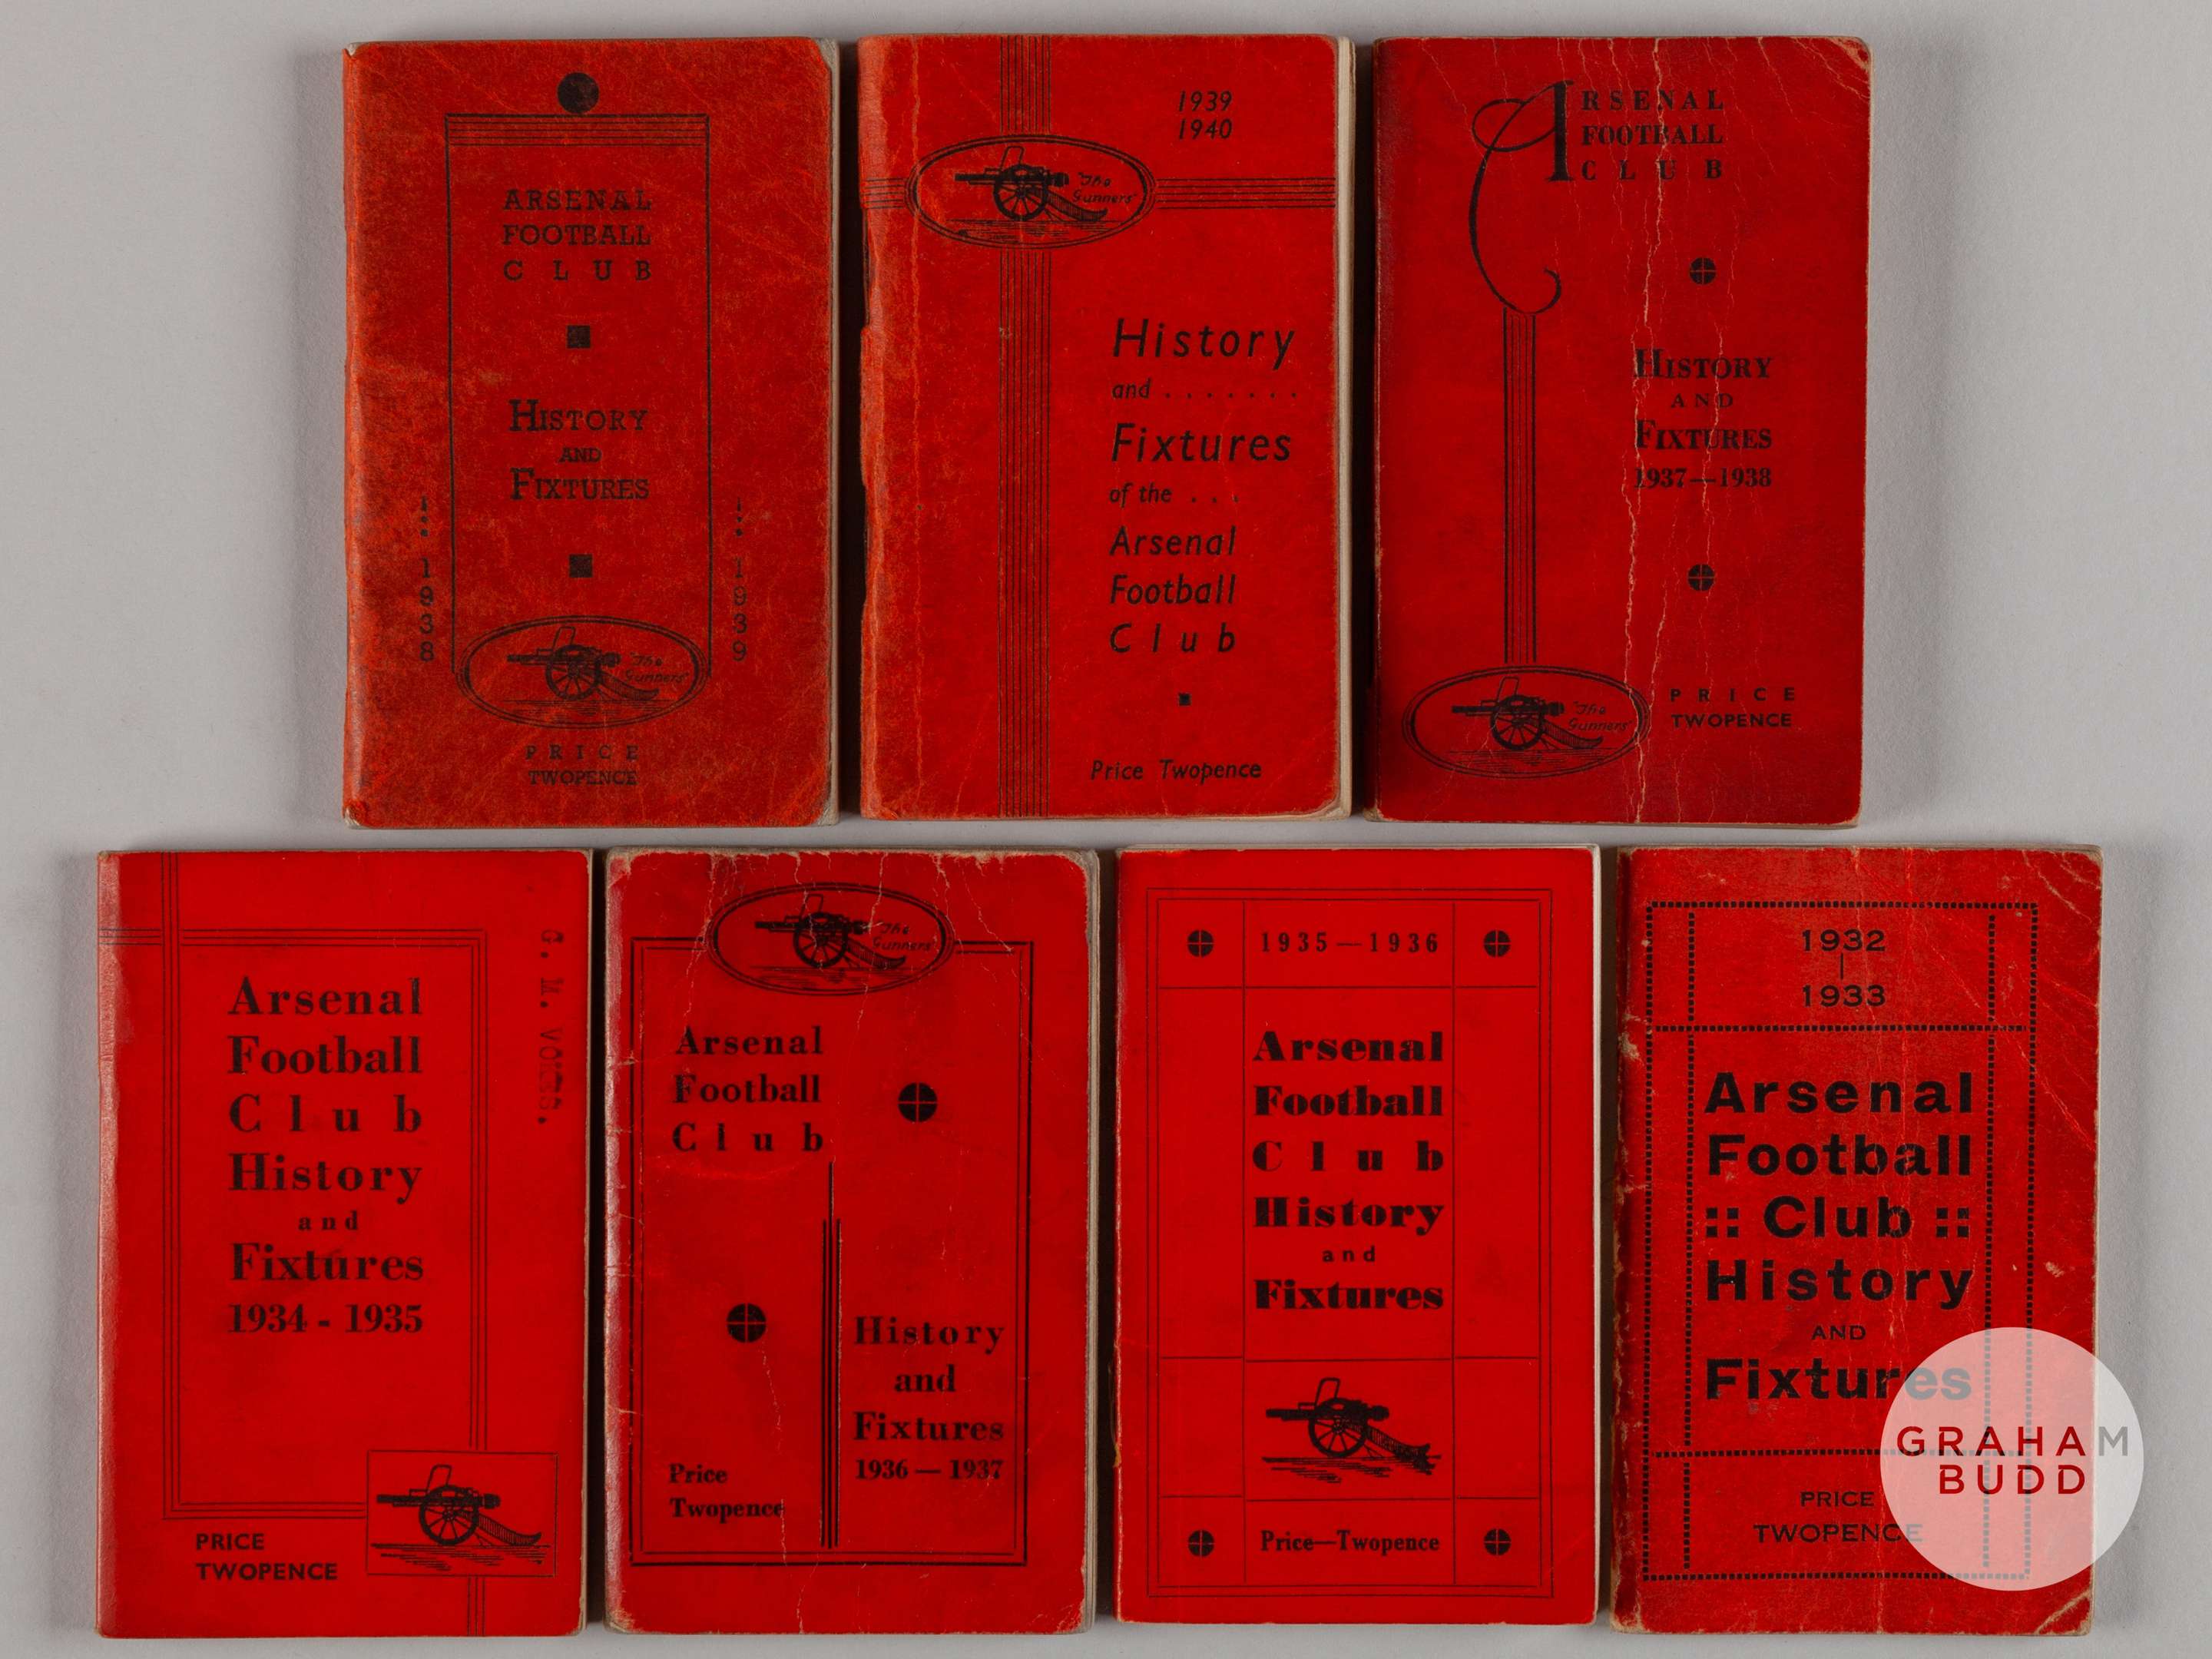 ARSENAL
FOOTBALL
CLUB
HISTORY
AND
FIXTURES
1938
1939
"The
Gunners"
PRICE
TWOPENCE
1939
1940
"The
Gunners"
History
and . . . . . . .
Fixtures
of the . . .
Arsenal
Football
Club
Price Twopence
ARSENAL
FOOTBALL
CLUB
HISTORY
AND
FIXTURES
1937—1938
"The
Gunners"
PRICE
TWOPENCE
Arsenal
Football
Club
History
and
Fixtures
1934 - 1935
PRICE
TWOPENCE
G. M.
"The
Gunners"
Arsenal
Football
Club
History
and
Fixtures
1936 — 1937
Price
Twopence
1935—1936
Arsenal
Football
Club
History
and
Fixtures
Price—Twopence
1932
|
1933
Arsenal
Football
:: Club ::
History
AND
Fixtures
PRICE
TWOPENCE
GRAHAM
BUDD